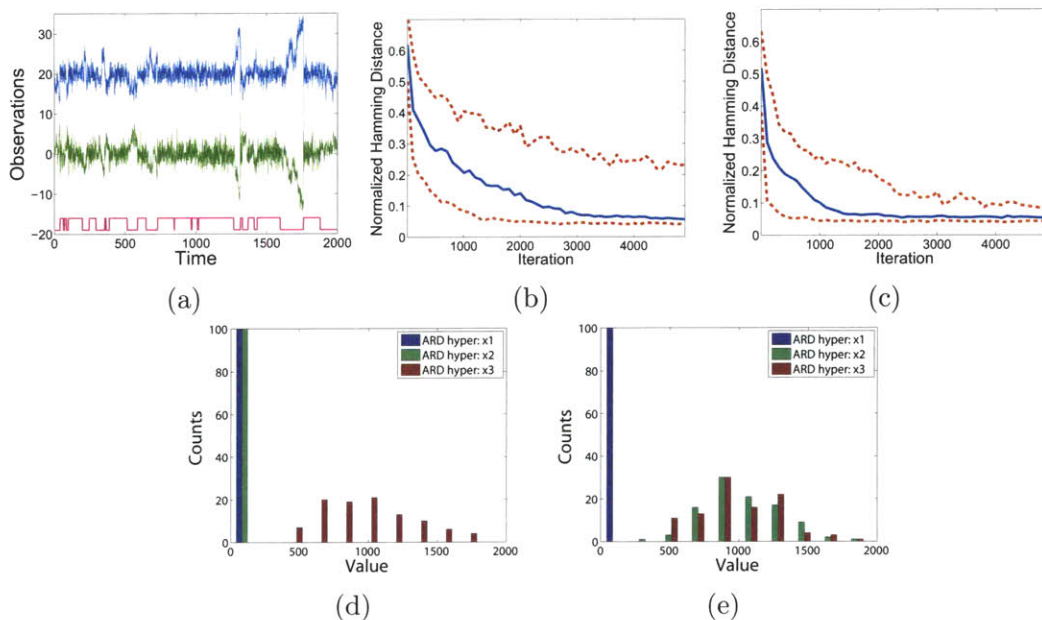 30
20
10
0
−10
−20
Observations
0 500 1000 1500 2000
Time
(a)
0.6
0.5
0.4
0.3
0.2
0.1
0
Normalized Hamming Distance
1000 2000 3000 4000
Iteration
(b)
0.6
0.5
0.4
0.3
0.2
0.1
0
Normalized Hamming Distance
1000 2000 3000 4000
Iteration
(c)
100
80
60
40
20
0
Counts
ARD hyper: x1
ARD hyper: x2
ARD hyper: x3
0 500 1000 1500 2000
Value
(d)
100
80
60
40
20
0
Counts
ARD hyper: x1
ARD hyper: x2
ARD hyper: x3
0 500 1000 1500 2000
Value
(e)